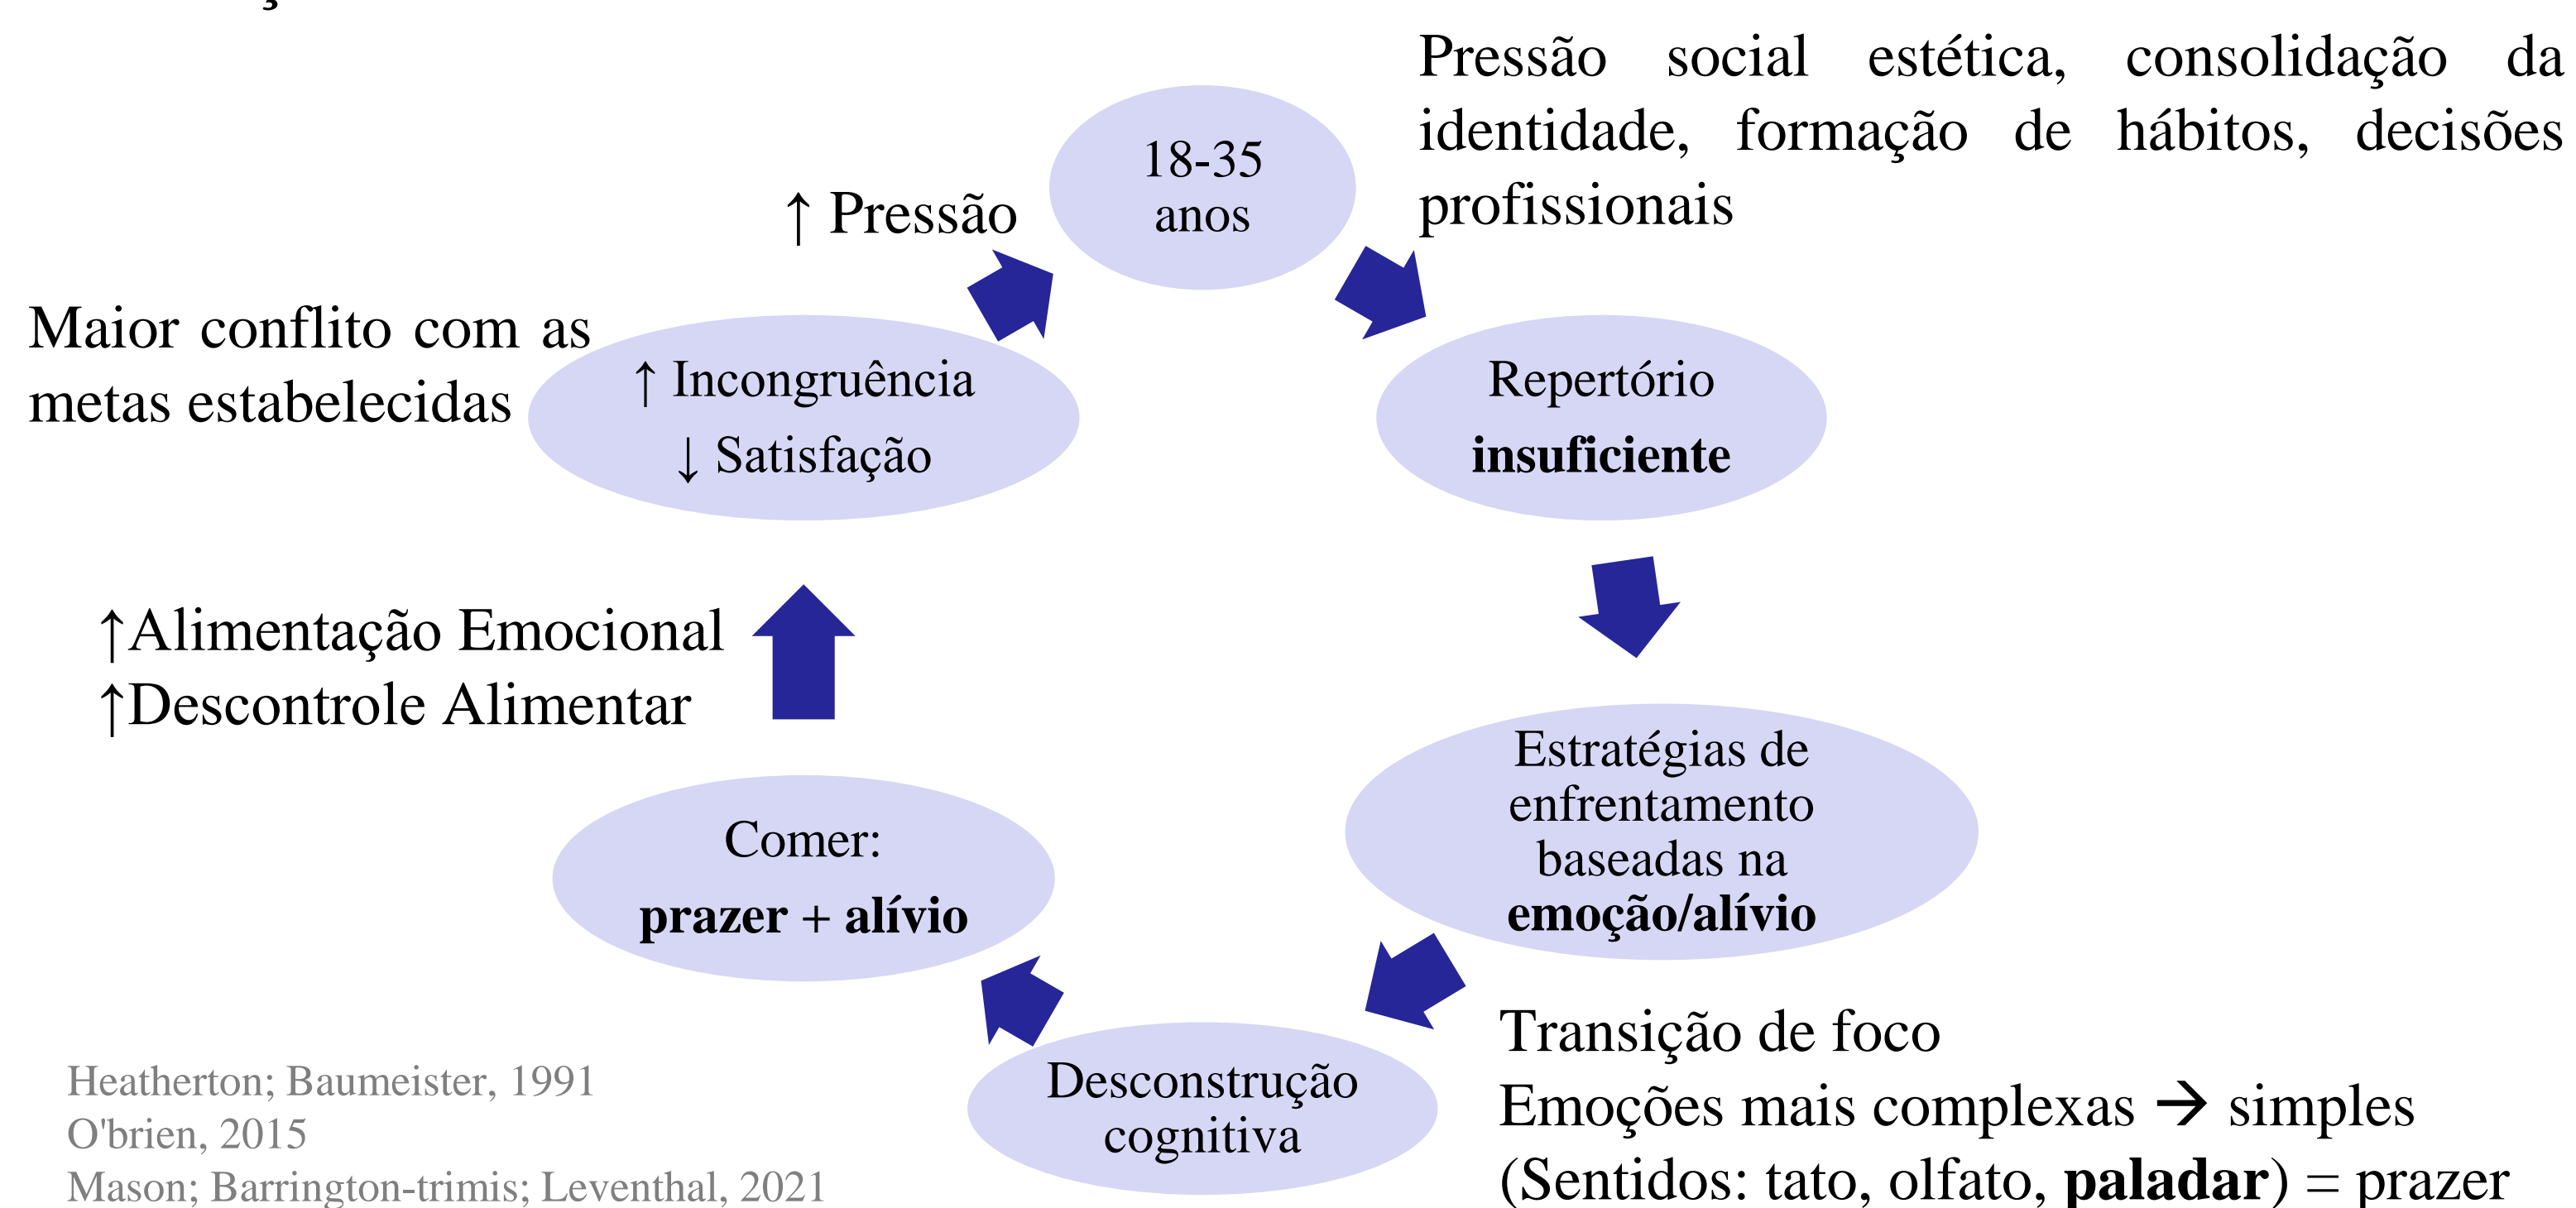 Pressão social estética, consolidação da
identidade, formação de hábitos, decisões
profissionais
18-35
anos
↑ Pressão
Maior conflito com as
metas estabelecidas
↑ Incongruência
↓ Satisfação
Repertório
insuficiente
↑Alimentação Emocional
↑Descontrole Alimentar
Estratégias de
enfrentamento
baseadas na
emoção/alívio
Comer:
prazer + alívio
Desconstrução
cognitiva
Transição de foco
Emoções mais complexas → simples
(Sentidos: tato, olfato, paladar) = prazer
Heatherton; Baumeister, 1991
O'brien, 2015
Mason; Barrington-trimis; Leventhal, 2021